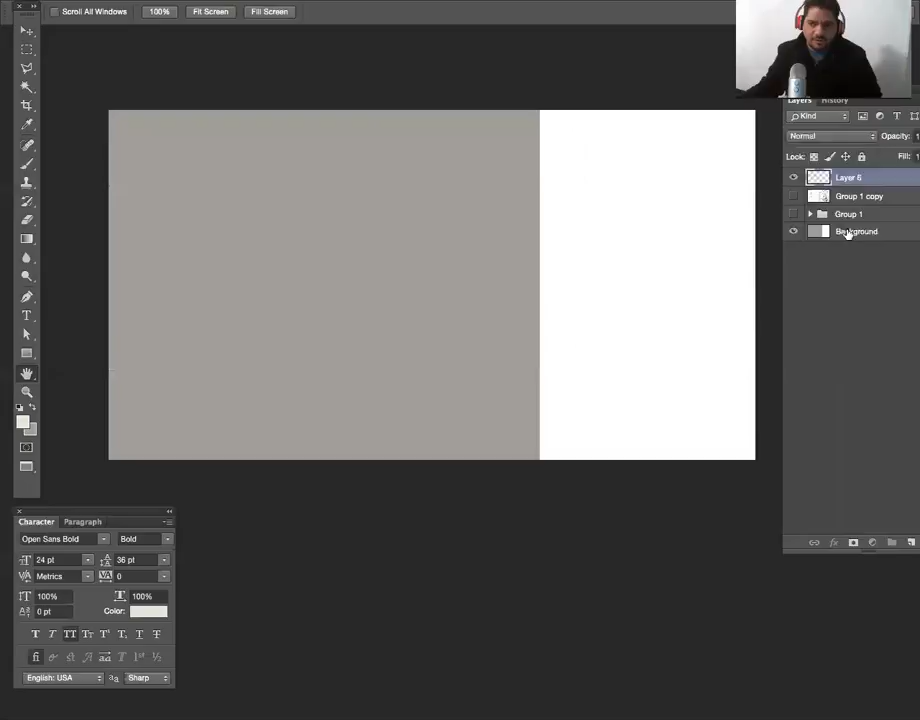 Scroll All Windows 100% Fit Screen Fill Screen
Layers History
Kind
Normal Opacity: 1
Lock: Fill: 1
Layer 6
Group 1 copy
Group 1
Background
Character Paragraph
Open Sans Bold Bold
24 pt 36 pt
Metrics 0
100% 100%
0 pt Color:
English: USA Sharp